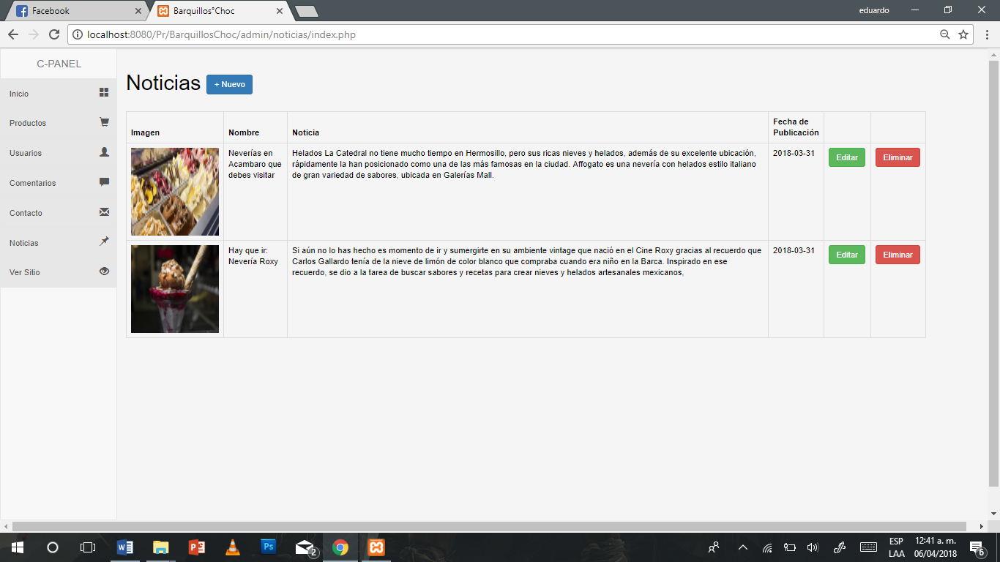 Facebook
Barquillos°Choc
eduardo
localhost:8080/Pr/BarquillosChoc/admin/noticias/index.php
C-PANEL
Inicio
Productos
Usuarios
Comentarios
Contacto
Noticias
Ver Sitio
Noticias
+ Nuevo
Imagen
Nombre
Noticia
Fecha de
Publicación
Neverías en
Acambaro que
debes visitar
Helados La Catedral no tiene mucho tiempo en Hermosillo, pero sus ricas nieves y helados, además de su excelente ubicación,
rápidamente la han posicionado como una de las más famosas en la ciudad. Affogato es una nevería con helados estilo italiano
de gran variedad de sabores, ubicada en Galerías Mall.
2018-03-31
Editar
Eliminar
Hay que ir:
Nevería Roxy
Si aún no lo has hecho es momento de ir y sumergirte en su ambiente vintage que nació en el Cine Roxy gracias al recuerdo que
Carlos Gallardo tenía de la nieve de limón de color blanco que compraba cuando era niño en la Barca. Inspirado en ese
recuerdo, se dio a la tarea de buscar sabores y recetas para crear nieves y helados artesanales mexicanos,
2018-03-31
Editar
Eliminar
2
ESP
LAA
12:41 a. m.
06/04/2018
6